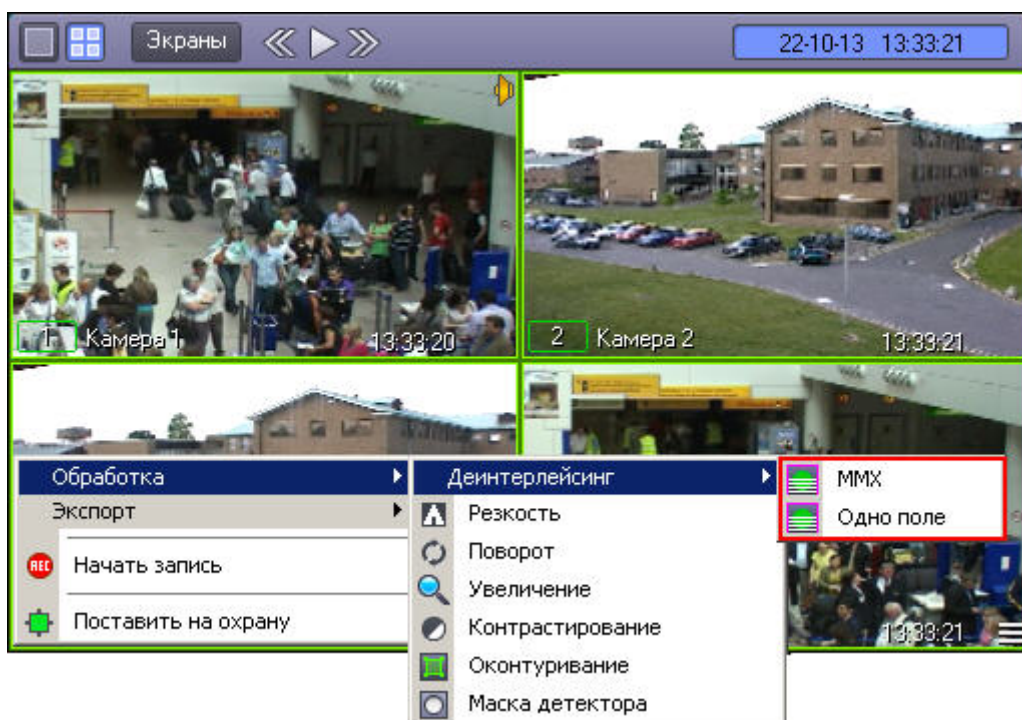 Экраны
22-10-13 13:33:21
1 Камера 1
13:33:20
2 Камера 2
13:33:21
Обработка
Экспорт
REC Начать запись
Поставить на охрану
Деинтерлейсинг
Резкость
Поворот
Увеличение
Контрастирование
Оконтуривание
Маска детектора
MMX
Одно поле
13:33:21